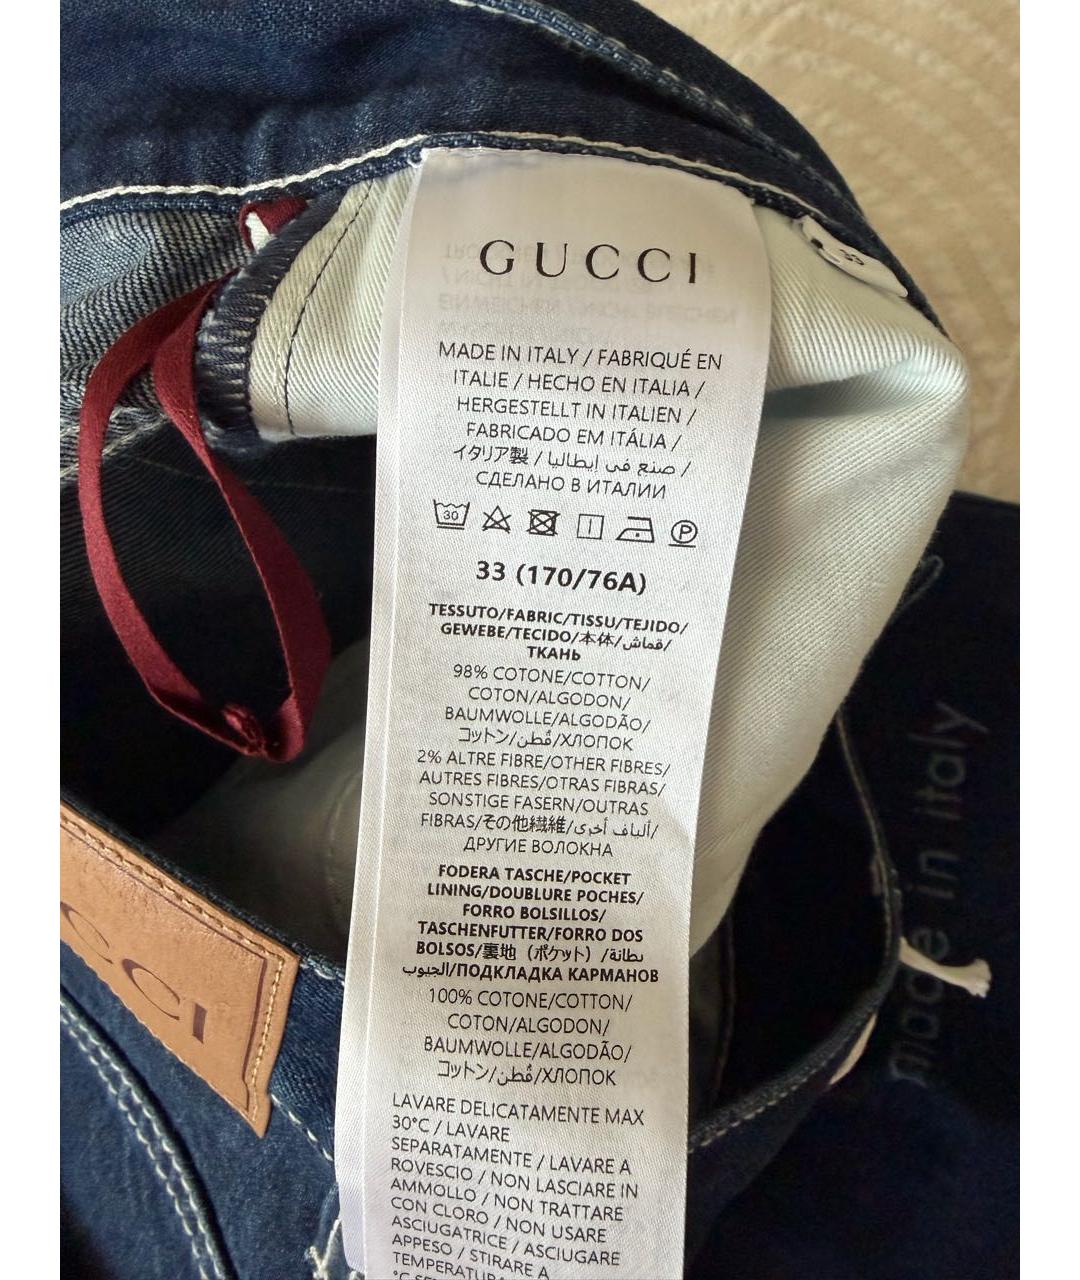 GUCCI
MADE IN ITALY / FABRIQUÉ EN
ITALIE / HECHO EN ITALIA /
HERGESTELLT IN ITALIEN /
FABRICADO EM ITÁLIA /
イタリア製 / صنع في إيطاليا /
СДЕЛАНО В ИТАЛИИ
30
P
33 (170/76A)
TESSUTO/FABRIC/TISSU/TEJIDO/
GEWEBE/TECIDO/本体/قماش/
ТКАНЬ
98% COTONE/COTTON/
COTON/ALGODON/
BAUMWOLLE/ALGODÃO/
コットン/قطن/ХЛОПОК
2% ALTRE FIBRE/OTHER FIBRES/
AUTRES FIBRES/OTRAS FIBRAS/
SONSTIGE FASERN/OUTRAS
FIBRAS/その他繊維/ألياف أخرى/
ДРУГИЕ ВОЛОКНА
FODERA TASCHE/POCKET
LINING/DOUBLURE POCHES/
FORRO BOLSILLOS/
TASCHENFUTTER/FORRO DOS
BOLSOS/裏地（ポケット）/بطانة
الجيوب/ПОДКЛАДКА КАРМАНОВ
100% COTONE/COTTON/
COTON/ALGODON/
BAUMWOLLE/ALGODÃO/
コットン/قطن/ХЛОПОК
LAVARE DELICATAMENTE MAX
30°C / LAVARE
SEPARATAMENTE / LAVARE A
ROVESCIO / NON LASCIARE IN
AMMOLLO / NON TRATTARE
CON CLORO / NON USARE
ASCIUGATRICE / ASCIUGARE
APPESO / STIRARE A
33
CCI
made in italy